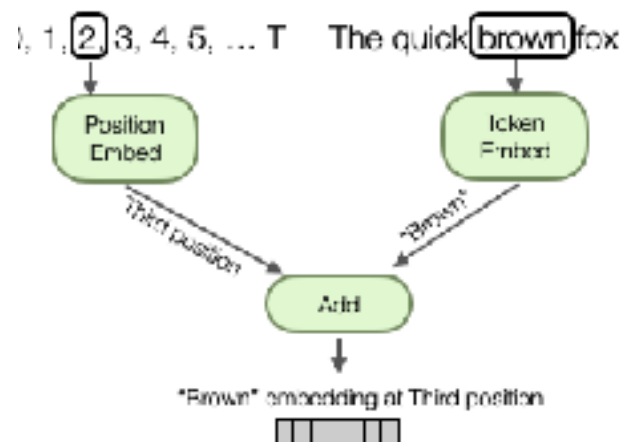 ), 1, 2, 3, 4, 5, ... T The quick brown fox
Position
Embed
Token
Embed
Third position
"Brown"
Add
"Brown" embedding at Third position